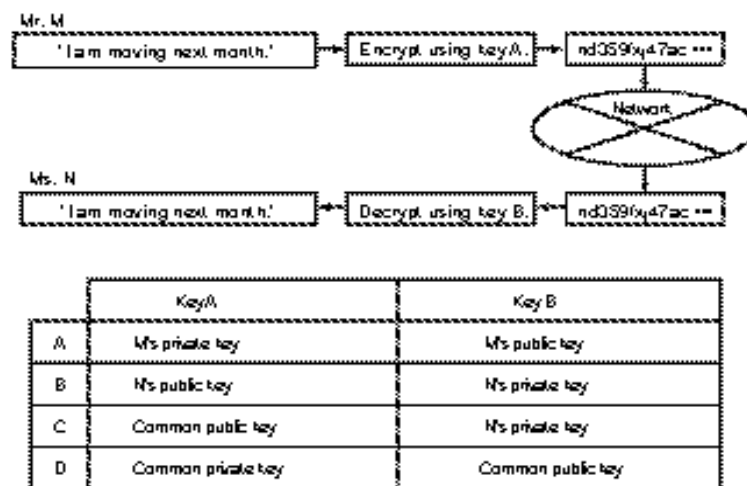 Mr. M
"I am moving next month." Encrypt using key A. nd359fxj47ac •••
Network
Ms. N
"I am moving next month." Decrypt using key B. nd359fxj47ac •••
Key A Key B
A M's private key M's public key
B N's public key N's private key
C Common public key N's private key
D Common private key Common public key